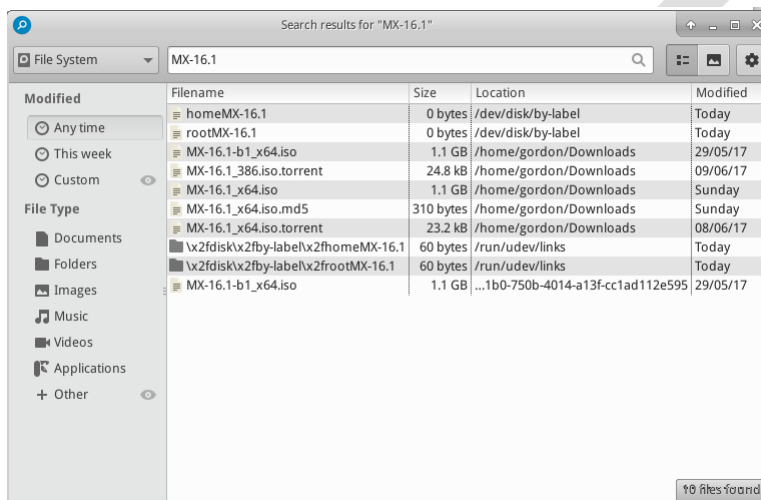 Search results for "MX-16.1"
File System MX-16.1
Modified
Any time
This week
Custom
File Type
Documents
Folders
Images
Music
Videos
Applications
Other
Filename Size Location Modified
homeMX-16.1 0 bytes /dev/disk/by-label Today
rootMX-16.1 0 bytes /dev/disk/by-label Today
MX-16.1-b1_x64.iso 1.1 GB /home/gordon/Downloads 29/05/17
MX-16.1_386.iso.torrent 24.8 kB /home/gordon/Downloads 09/06/17
MX-16.1_x64.iso 1.1 GB /home/gordon/Downloads Sunday
MX-16.1_x64.iso.md5 310 bytes /home/gordon/Downloads Sunday
MX-16.1_x64.iso.torrent 23.2 kB /home/gordon/Downloads 08/06/17
\x2fdisk\x2fby-label\x2fhomeMX-16.1 60 bytes /run/udev/links Today
\x2fdisk\x2fby-label\x2frootMX-16.1 60 bytes /run/udev/links Today
MX-16.1-b1_x64.iso 1.1 GB ...1b0-750b-4014-a13f-cc1ad112e595 29/05/17
10 files found